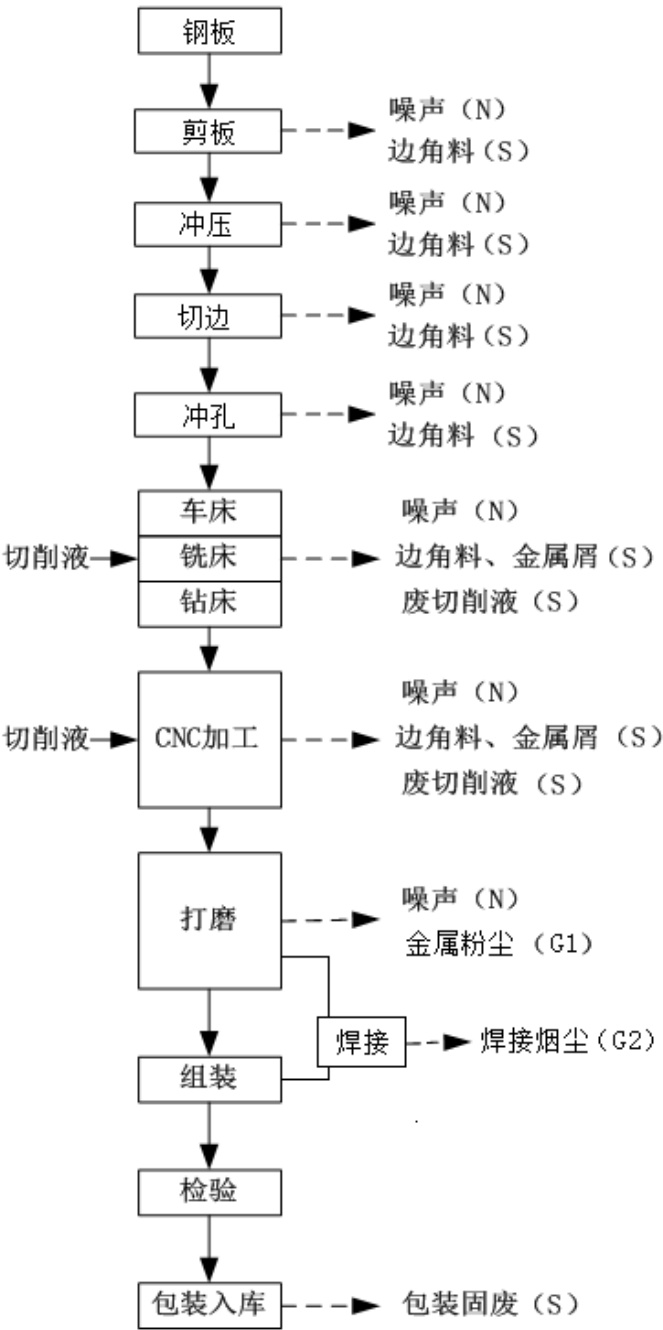 钢板
剪板
噪声（N）
边角料（S）
冲压
噪声（N）
边角料（S）
切边
噪声（N）
边角料（S）
冲孔
噪声（N）
边角料（S）
车床
噪声（N）
切削液
铣床
边角料、金属屑（S）
钻床
废切削液（S）
噪声（N）
切削液
CNC加工
边角料、金属屑（S）
废切削液（S）
打磨
噪声（N）
金属粉尘（G1）
焊接
焊接烟尘（G2）
组装
检验
包装入库
包装固废（S）